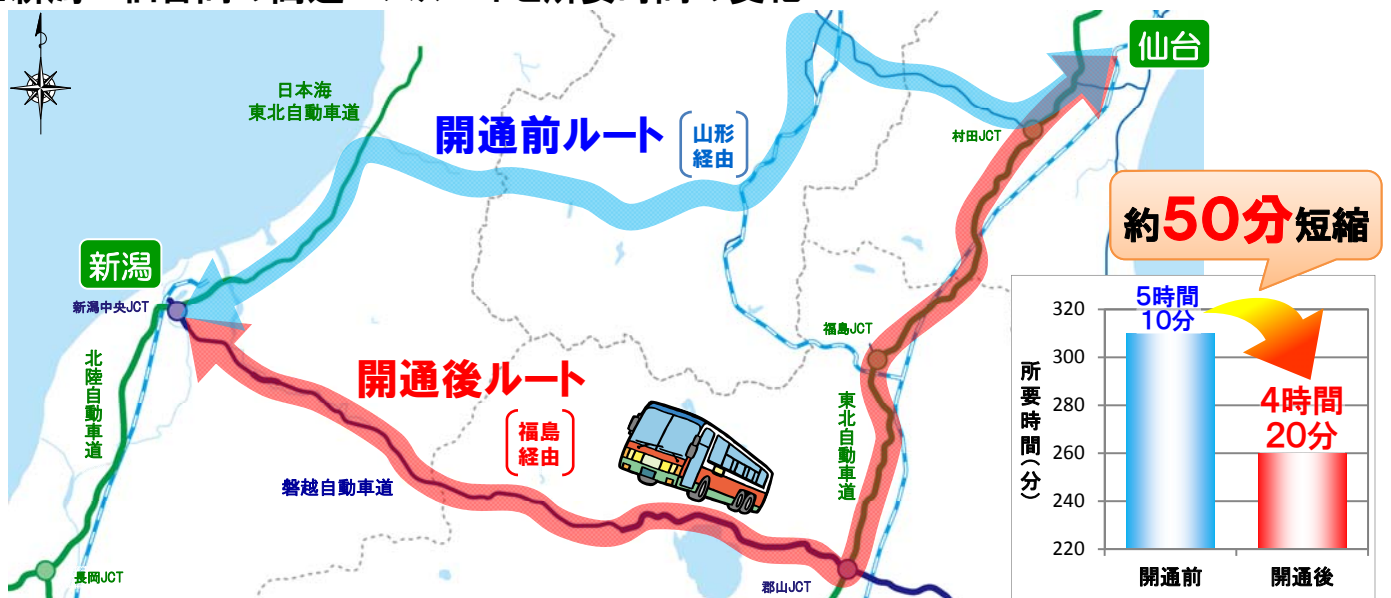 仙台
日本海
東北自動車道
開通前ルート
山形
経由
村田JCT
約50分短縮
新潟
新潟中央JCT
福島JCT
北陸自動車道
開通後ルート
福島
経由
東北自動車道
磐越自動車道
長岡JCT
郡山JCT
所要時間(分)
320
300
280
260
240
220
5時間
10分
4時間
20分
開通前
開通後